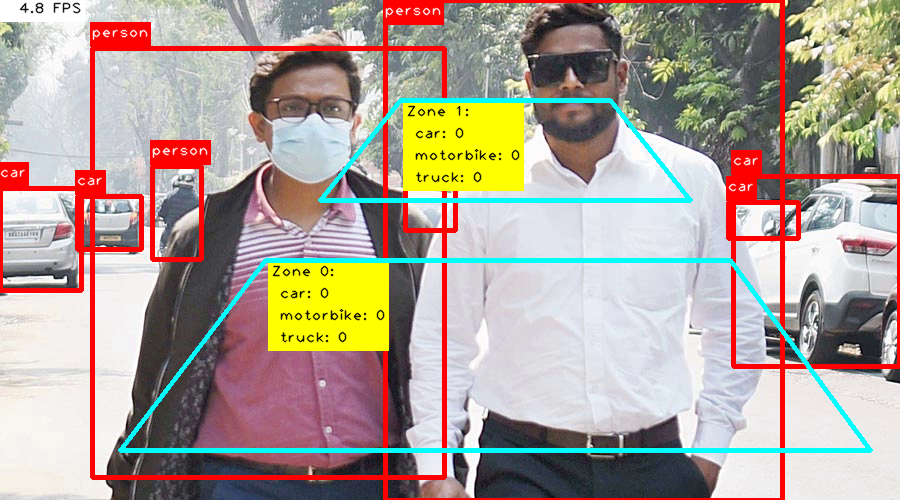 4.8 FPS
person
person
person
car
car
car
car
Zone 1:
car: 0
motorbike: 0
truck: 0
Zone 0:
car: 0
motorbike: 0
truck: 0